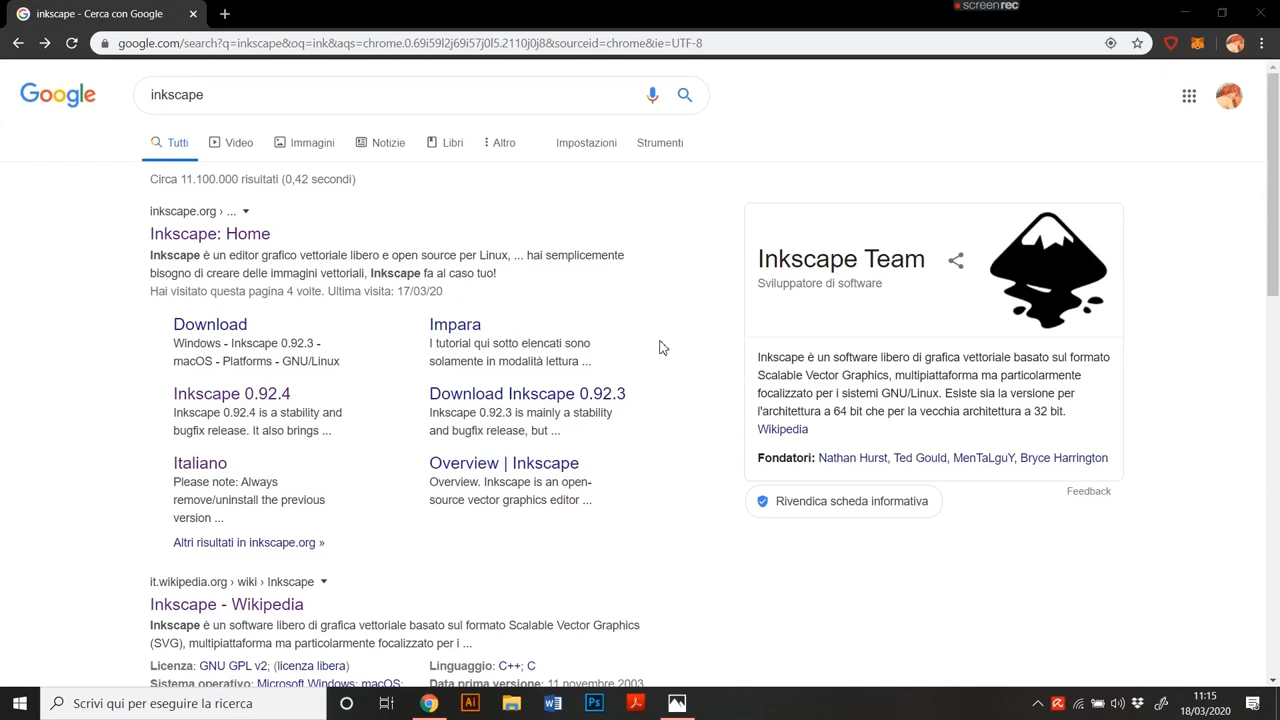 inkscape - Cerca con Google
screenrec
google.com/search?q=inkscape&oq=ink&aqs=chrome.0.69i59l2j69i57j0l5.2110j0j8&sourceid=chrome&ie=UTF-8
Google
inkscape
Tutti
Video
Immagini
Notizie
Libri
Altro
Impostazioni
Strumenti
Circa 11.100.000 risultati (0,42 secondi)
inkscape.org › ...
Inkscape: Home
Inkscape è un editor grafico vettoriale libero e open source per Linux, ... hai semplicemente
bisogno di creare delle immagini vettoriali, Inkscape fa al caso tuo!
Hai visitato questa pagina 4 volte. Ultima visita: 17/03/20
Download
Windows - Inkscape 0.92.3 -
macOS - Platforms - GNU/Linux
Impara
I tutorial qui sotto elencati sono
solamente in modalità lettura ...
Inkscape 0.92.4
Inkscape 0.92.4 is a stability and
bugfix release. It also brings ...
Download Inkscape 0.92.3
Inkscape 0.92.3 is mainly a stability
and bugfix release, but ...
Italiano
Please note: Always
remove/uninstall the previous
version ...
Overview | Inkscape
Overview. Inkscape is an open-
source vector graphics editor ...
Altri risultati in inkscape.org »
it.wikipedia.org › wiki › Inkscape
Inkscape - Wikipedia
Inkscape è un software libero di grafica vettoriale basato sul formato Scalable Vector Graphics
(SVG), multipiattaforma ma particolarmente focalizzato per i ...
Licenza: GNU GPL v2; (licenza libera)
Linguaggio: C++; C
Sistema operativo: Microsoft Windows; macOS;
Data prima versione: 11 novembre 2003
Inkscape Team
Sviluppatore di software
Inkscape è un software libero di grafica vettoriale basato sul formato
Scalable Vector Graphics, multipiattaforma ma particolarmente
focalizzato per i sistemi GNU/Linux. Esiste sia la versione per
l'architettura a 64 bit che per la vecchia architettura a 32 bit.
Wikipedia
Fondatori: Nathan Hurst, Ted Gould, MenTaLguY, Bryce Harrington
Feedback
Rivendica scheda informativa
Scrivi qui per eseguire la ricerca
Ai
W
Ps
11:15
18/03/2020